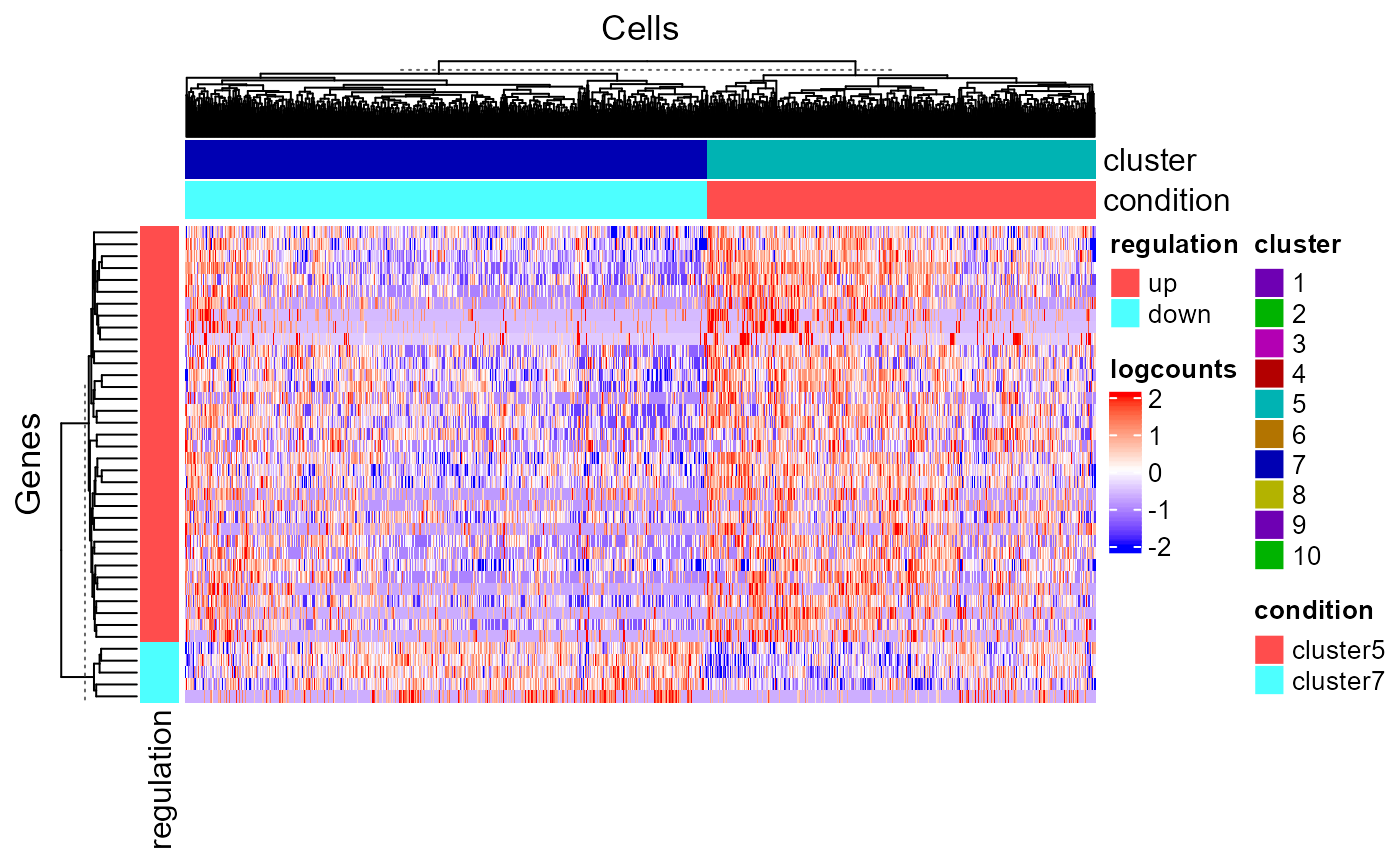 Cells
cluster
condition
Genes
regulation
regulation
up
down
logcounts
2
1
0
-1
-2
cluster
1
2
3
4
5
6
7
8
9
10
condition
cluster5
cluster7